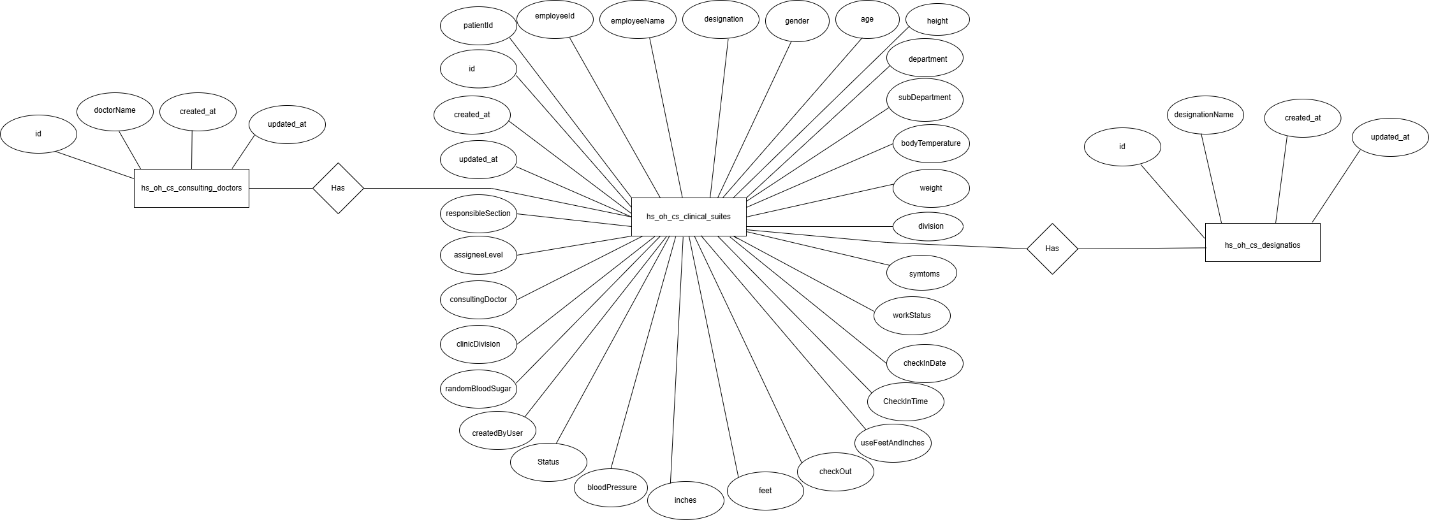 patientId
employeeId
employeeName
designation
gender
age
height
id
department
created_at
subDepartment
updated_at
bodyTemperature
responsibleSection
weight
assigneeLevel
division
consultingDoctor
symtoms
clinicDivision
workStatus
randomBloodSugar
checkInDate
createdByUser
CheckInTime
Status
useFeetAndInches
bloodPressure
checkOut
inches
feet
hs_oh_cs_clinical_suites
id
doctorName
created_at
updated_at
hs_oh_cs_consulting_doctors
Has
id
designationName
created_at
updated_at
hs_oh_cs_designatios
Has